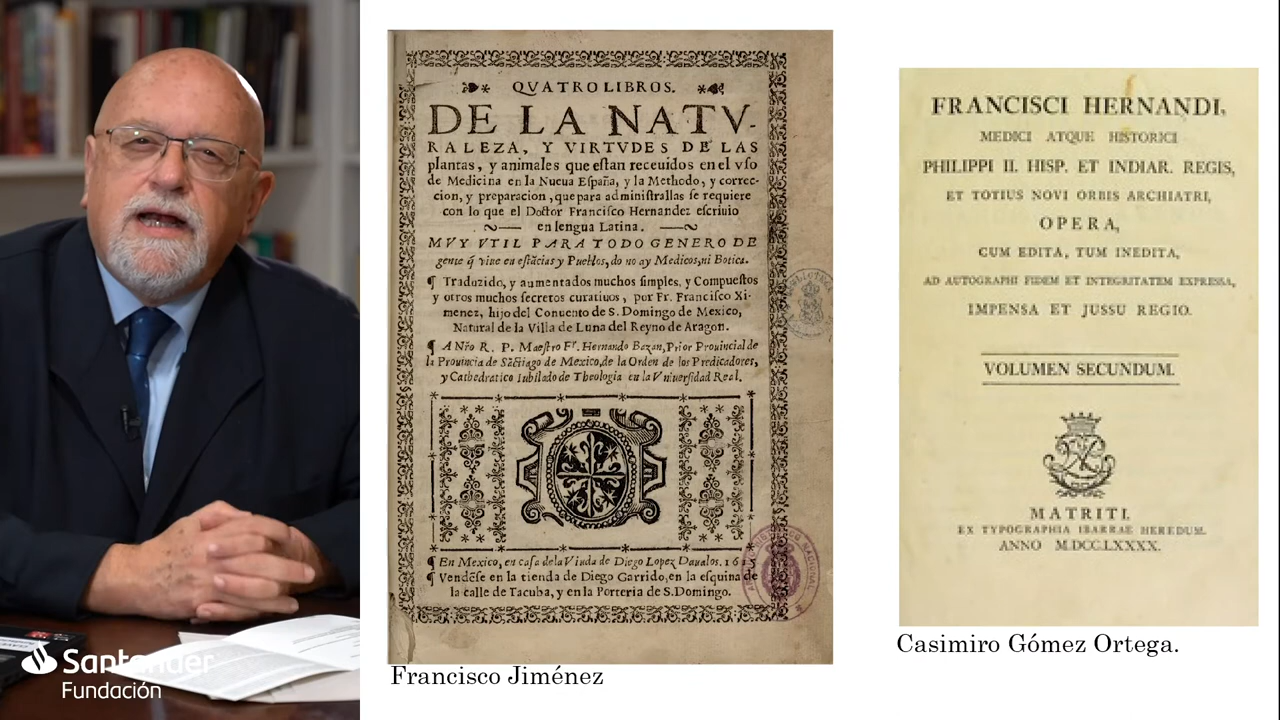 QVATRO LIBROS.
DE LA NATV-
RALEZA, Y VIRTVDES DE LAS
plantas, y animales que estan receuidos en el vso
de Medicina en la Nueua España, y la Methodo, y correc-
cion, y preparacion, que para administrallas se requiere
con lo que el Doctor Francisco Hernandez escriuio
en lengua Latina.
MVY VTIL PARA TODO GENERO DE
gente q̃ viue en estãcias y Pueblos, do no ay Medicos, ni Botica.
¶ Traduzido, y aumentados muchos simples, y Compuestos
y otros muchos secretos curatiuos, por Fr. Francisco Xi-
menez, hijo del Conuento de S. Domingo de Mexico,
Natural de la Villa de Luna del Reyno de Aragon.
¶ A Nro R. P. Maestro Fr. Hernando Bazan, Prior Prouincial de
la Prouincia de Sãctiago de Mexico, de la Orden de los Predicadores,
y Cathedratico Iubilado de Theologia en la Vniuersidad Real.
¶ En Mexico, en casa de la Viuda de Diego Lopez Daualos. 1615
¶ Vendese en la tienda de Diego Garrido, en la esquina de
la calle de Tacuba, y en la Porteria de S. Domingo.
Francisco Jiménez
FRANCISCI HERNANDI,
MEDICI ATQUE HISTORICI
PHILIPPI II. HISP. ET INDIAR. REGIS,
ET TOTIUS NOVI ORBIS ARCHIATRI,
OPERA,
CUM EDITA, TUM INEDITA,
AD AUTOGRAPHI FIDEM ET INTEGRITATEM EXPRESSA,
IMPENSA ET JUSSU REGIO.
VOLUMEN SECUNDUM.
MATRITI.
EX TYPOGRAPHIA IBARRAE HEREDUM.
ANNO M.DCC.LXXXX.
Casimiro Gómez Ortega.
Santander
Fundación